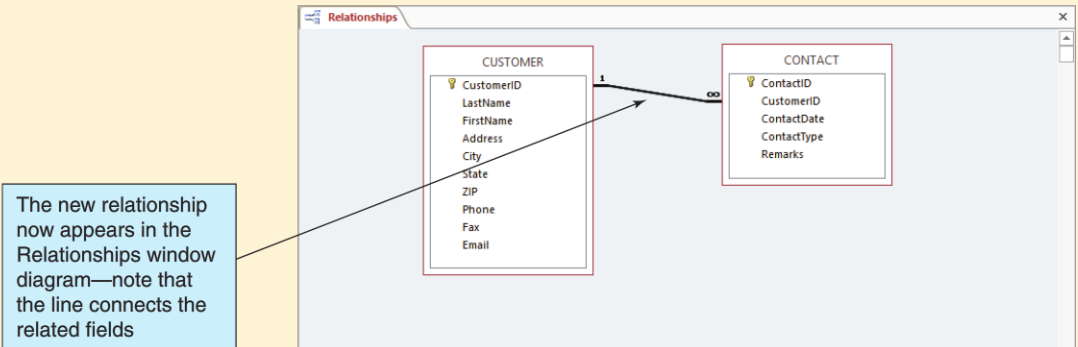 Relationships
CUSTOMER
CustomerID
LastName
FirstName
Address
City
State
ZIP
Phone
Fax
Email
1
∞
CONTACT
ContactID
CustomerID
ContactDate
ContactType
Remarks
The new relationship
now appears in the
Relationships window
diagram—note that
the line connects the
related fields